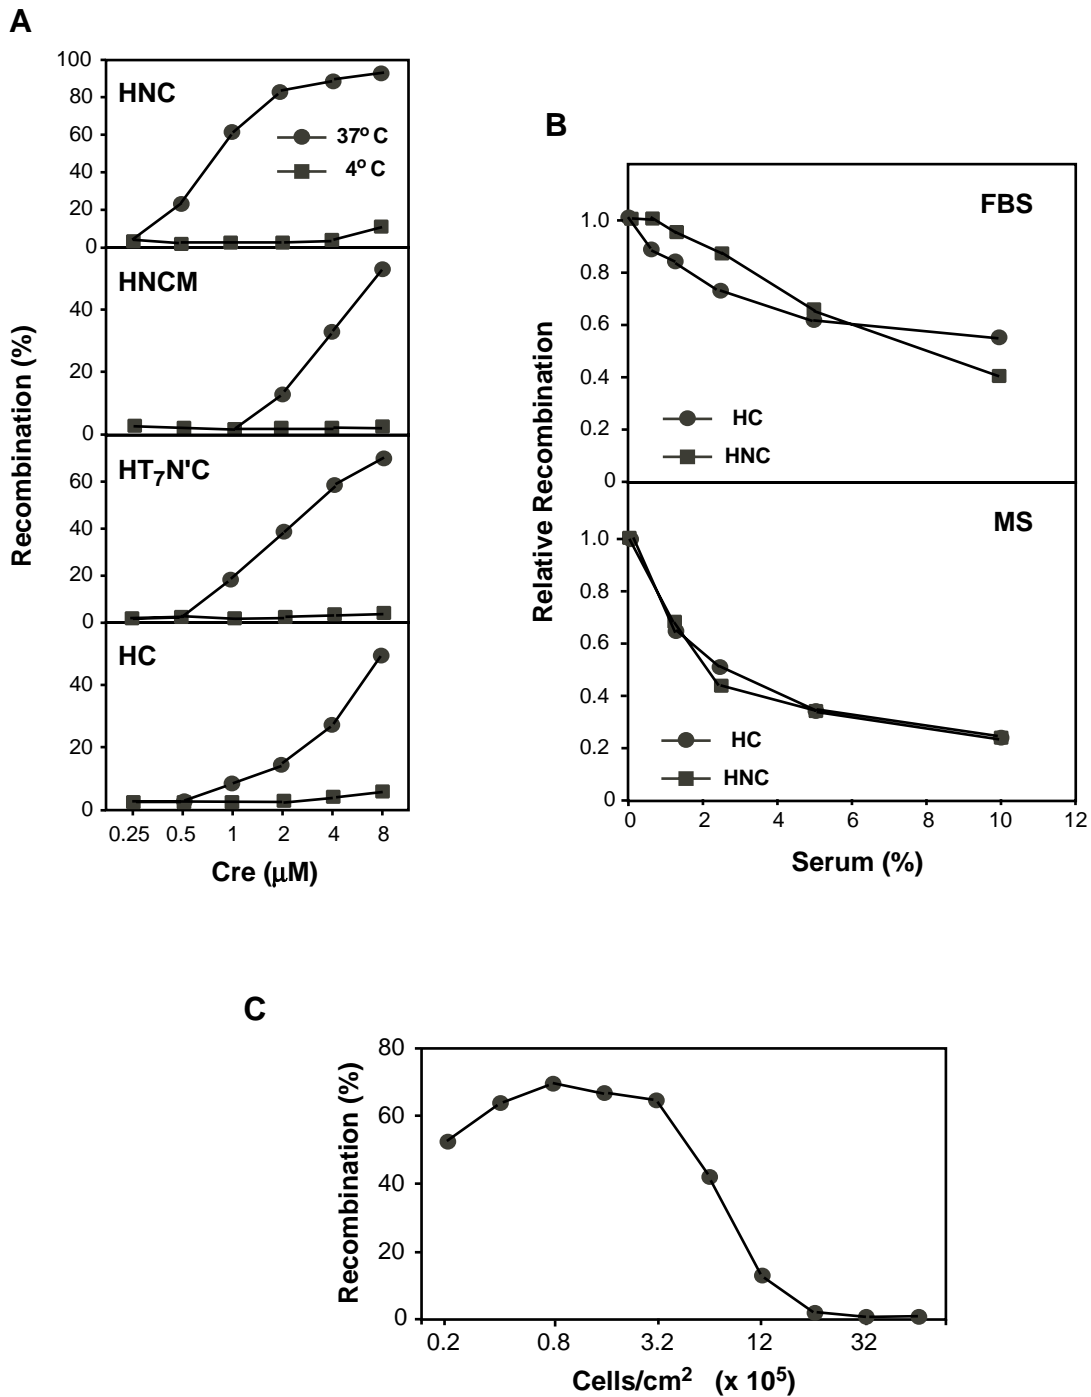 A
100
80
60
40
20
0
HNC
37° C
4° C
HNCM
40
20
0
HT7N'C
60
40
20
0
HC
40
20
0
0.25 0.5 1 2 4 8
Cre (μM)
Recombination (%)
B
FBS
1.0
0.8
0.6
0.4
0.2
0
HC
HNC
MS
1.0
0.8
0.6
0.4
0.2
0
HC
HNC
0 2 4 6 8 10 12
Serum (%)
Relative Recombination
C
80
60
40
20
0
0.2 0.8 3.2 12 32
Cells/cm² (x 10⁵)
Recombination (%)